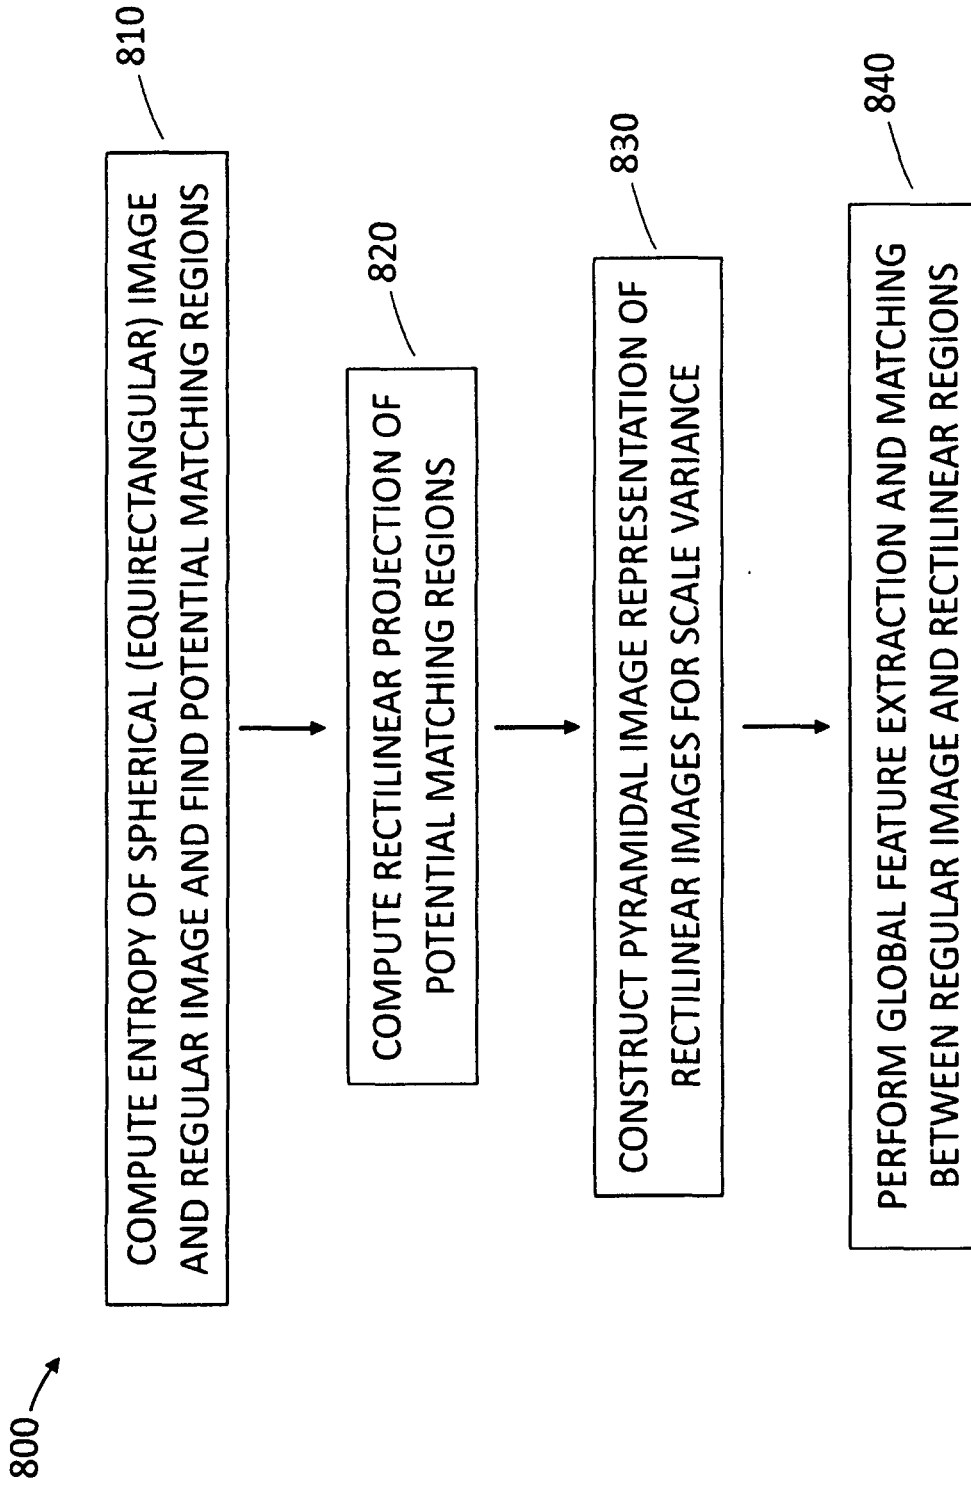 800
810
COMPUTE ENTROPY OF SPHERICAL (EQUIRECTANGULAR) IMAGE
AND REGULAR IMAGE AND FIND POTENTIAL MATCHING REGIONS
820
COMPUTE RECTILINEAR PROJECTION OF
POTENTIAL MATCHING REGIONS
830
CONSTRUCT PYRAMIDAL IMAGE REPRESENTATION OF
RECTILINEAR IMAGES FOR SCALE VARIANCE
840
PERFORM GLOBAL FEATURE EXTRACTION AND MATCHING
BETWEEN REGULAR IMAGE AND RECTILINEAR REGIONS